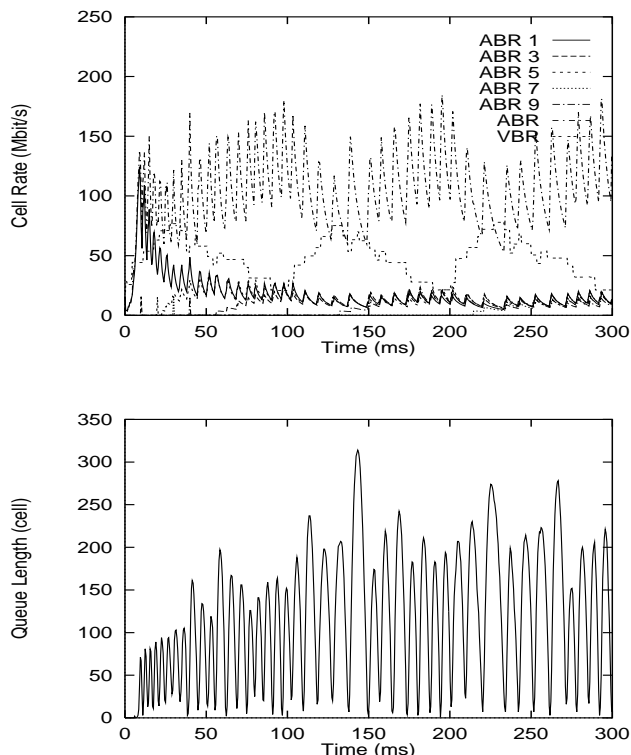 250
200
150
100
50
0
Cell Rate (Mbit/s)
ABR 1
ABR 3
ABR 5
ABR 7
ABR 9
ABR
VBR
0 50 100 150 200 250 300
Time (ms)
350
300
250
200
150
100
50
0
Queue Length (cell)
0 50 100 150 200 250 300
Time (ms)